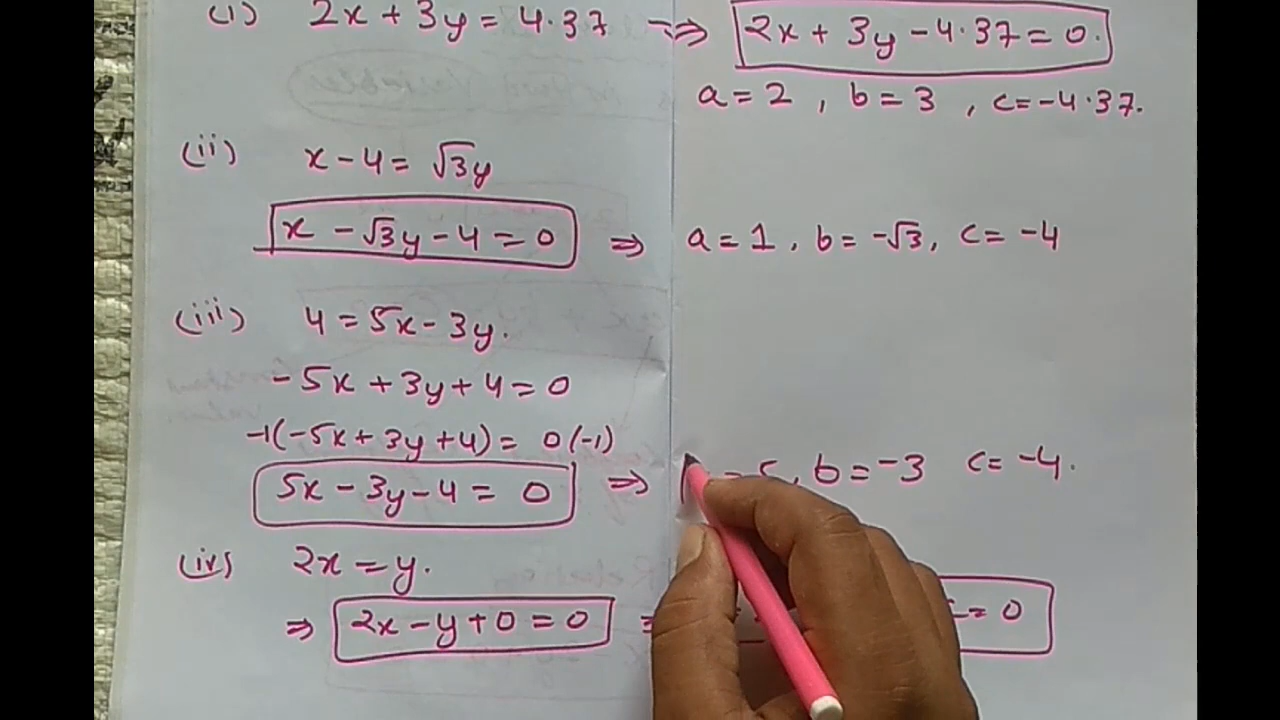 (i) 2x + 3y = 4.37 ⇒ 2x + 3y - 4.37 = 0.
a = 2 , b = 3 , c = -4.37.
(ii) x - 4 = √3y
x - √3y - 4 = 0 ⇒ a = 1 , b = -√3, c = -4
(iii) 4 = 5x - 3y.
-5x + 3y + 4 = 0
-1(-5x + 3y + 4) = 0(-1)
5x - 3y - 4 = 0 ⇒ = 5, b = -3 c = -4.
(iv) 2x = y.
⇒ 2x - y + 0 = 0 = 0